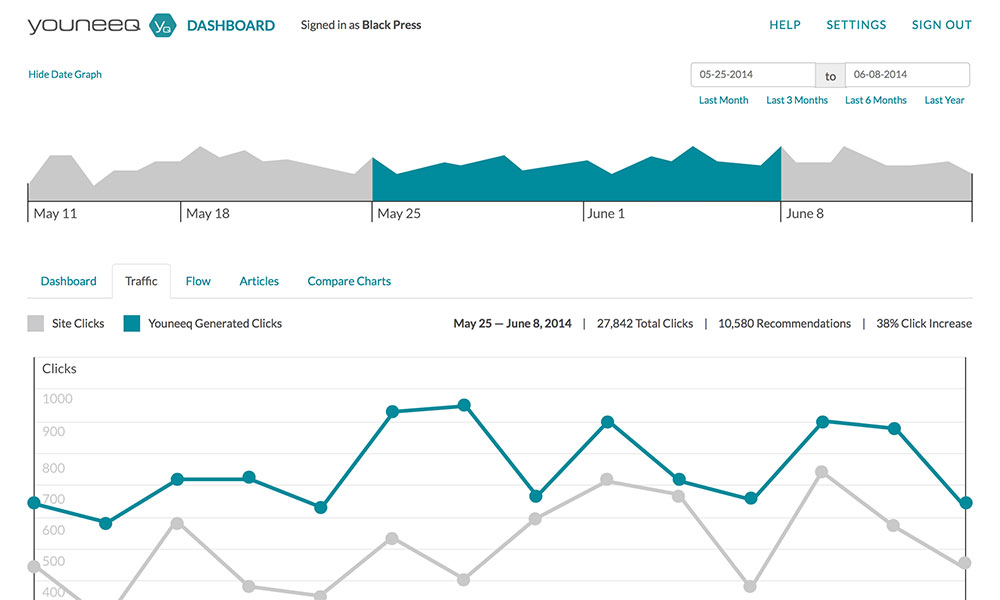 youneeq YQ DASHBOARD Signed in as Black Press HELP SETTINGS SIGN OUT
Hide Date Graph 05-25-2014 to 06-08-2014
Last Month Last 3 Months Last 6 Months Last Year
May 11 May 18 May 25 June 1 June 8
Dashboard Traffic Flow Articles Compare Charts
Site Clicks Youneeq Generated Clicks May 25 — June 8, 2014 | 27,842 Total Clicks | 10,580 Recommendations | 38% Click Increase
Clicks
1000
900
800
700
600
500
400